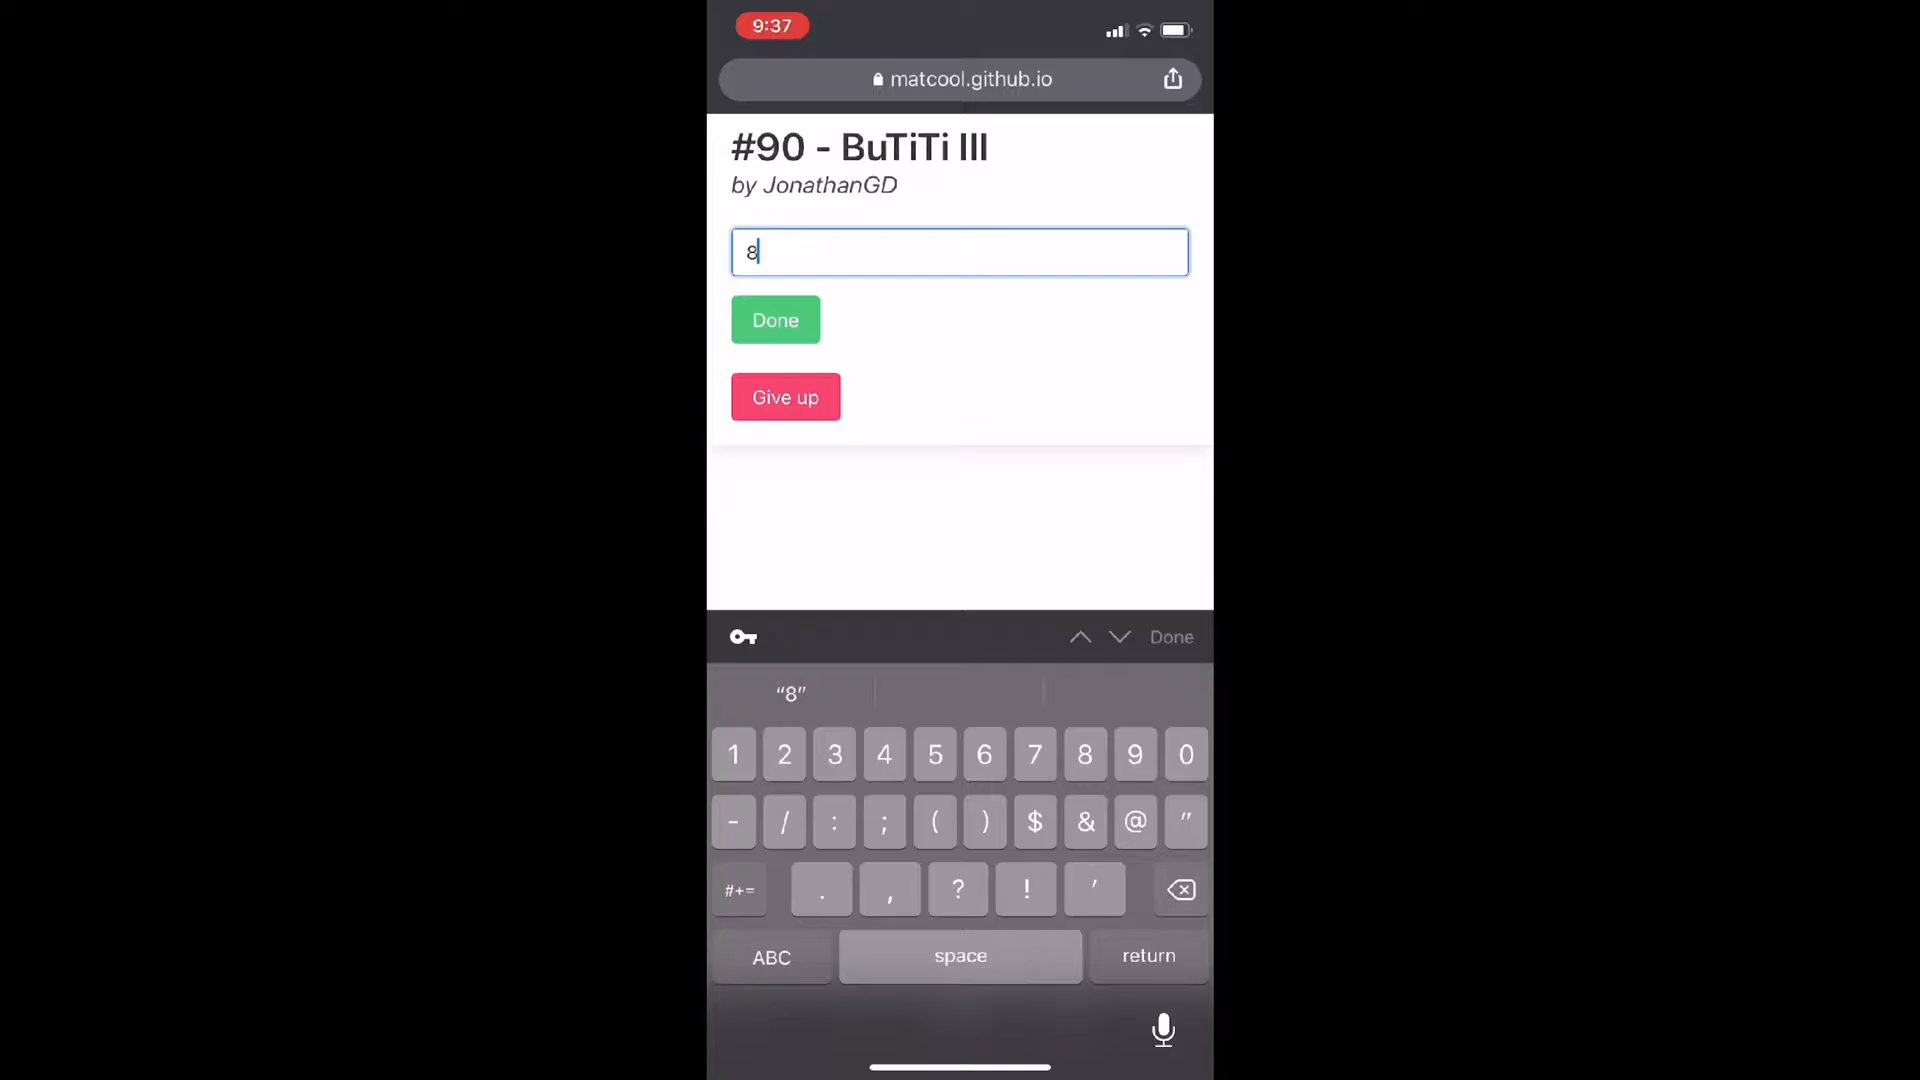 9:37
matcool.github.io
#90 - BuTiTi III
by JonathanGD
8
Done
Give up
Done
“8”
1 2 3 4 5 6 7 8 9 0
- / : ; ( ) $ & @ "
#+= . , ? ! '
ABC space return